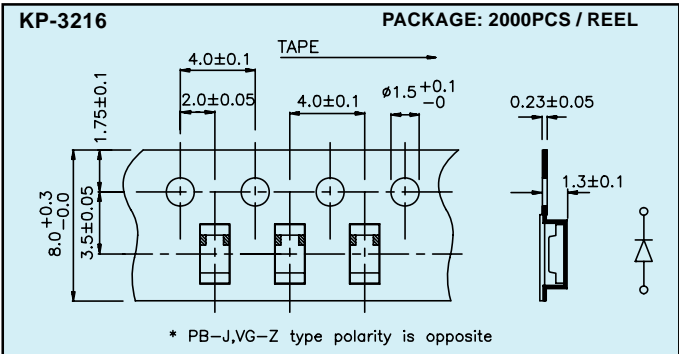 KP-3216
PACKAGE: 2000PCS / REEL
TAPE
4.0±0.1
2.0±0.05
4.0±0.1
ø1.5 +0.1 -0
0.23±0.05
1.75±0.1
1.3±0.1
8.0 +0.3 -0.0
3.5±0.05
* PB-J,VG-Z type polarity is opposite